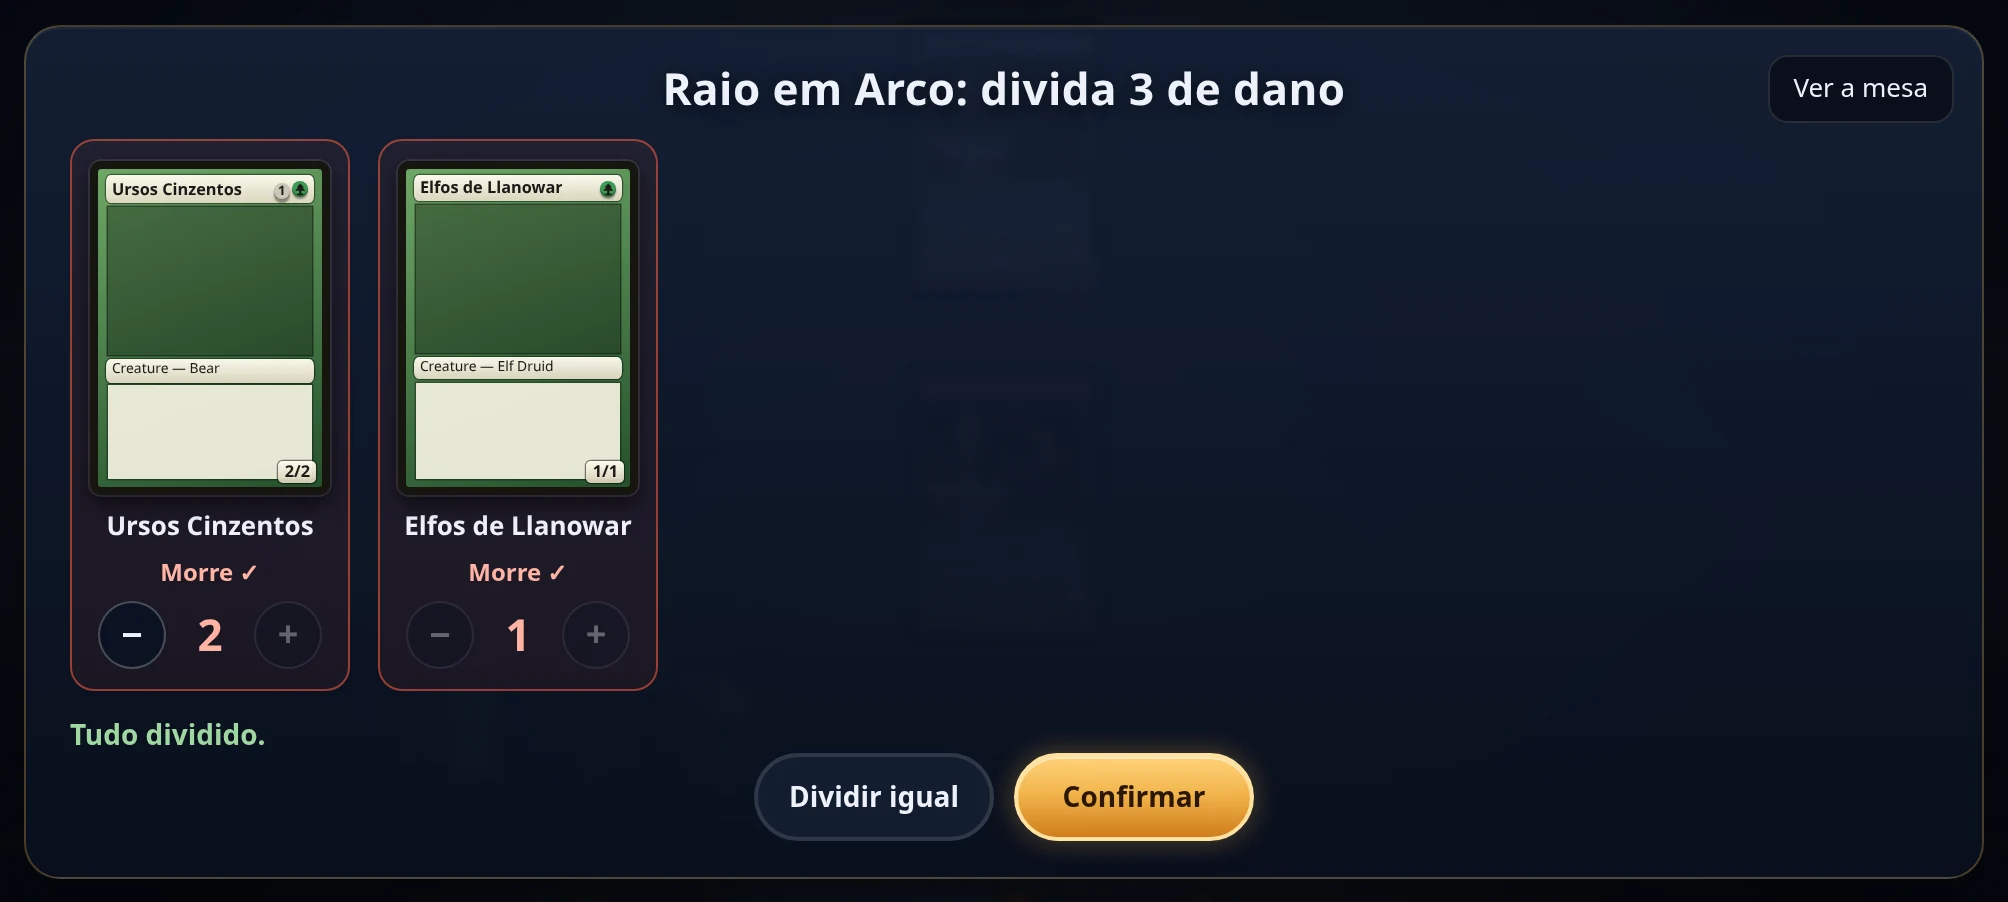 Raio em Arco: divida 3 de dano
Ver a mesa
Ursos Cinzentos 1
Creature — Bear
2/2
Ursos Cinzentos
Morre ✓
− 2 +
Elfos de Llanowar
Creature — Elf Druid
1/1
Elfos de Llanowar
Morre ✓
− 1 +
Tudo dividido.
Dividir igual
Confirmar